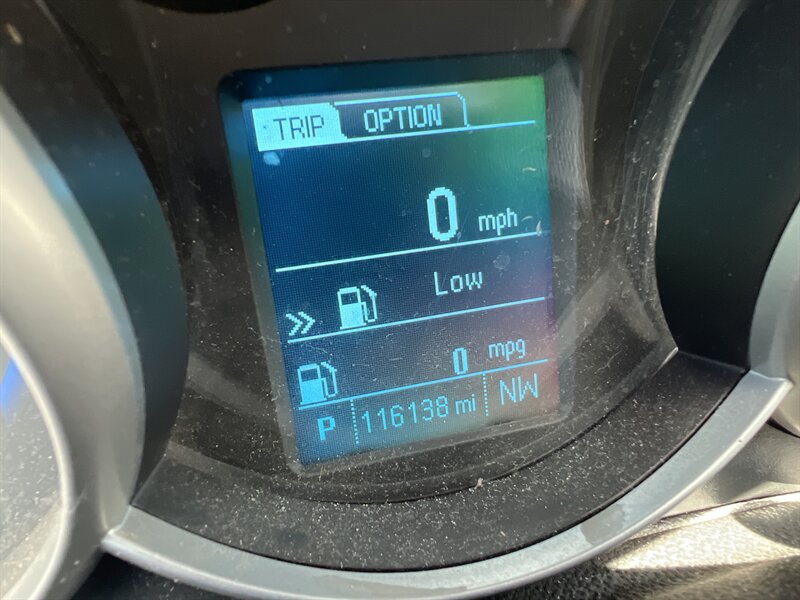 TRIP OPTION
0 mph
Low
0 mpg
P 116138 mi NW